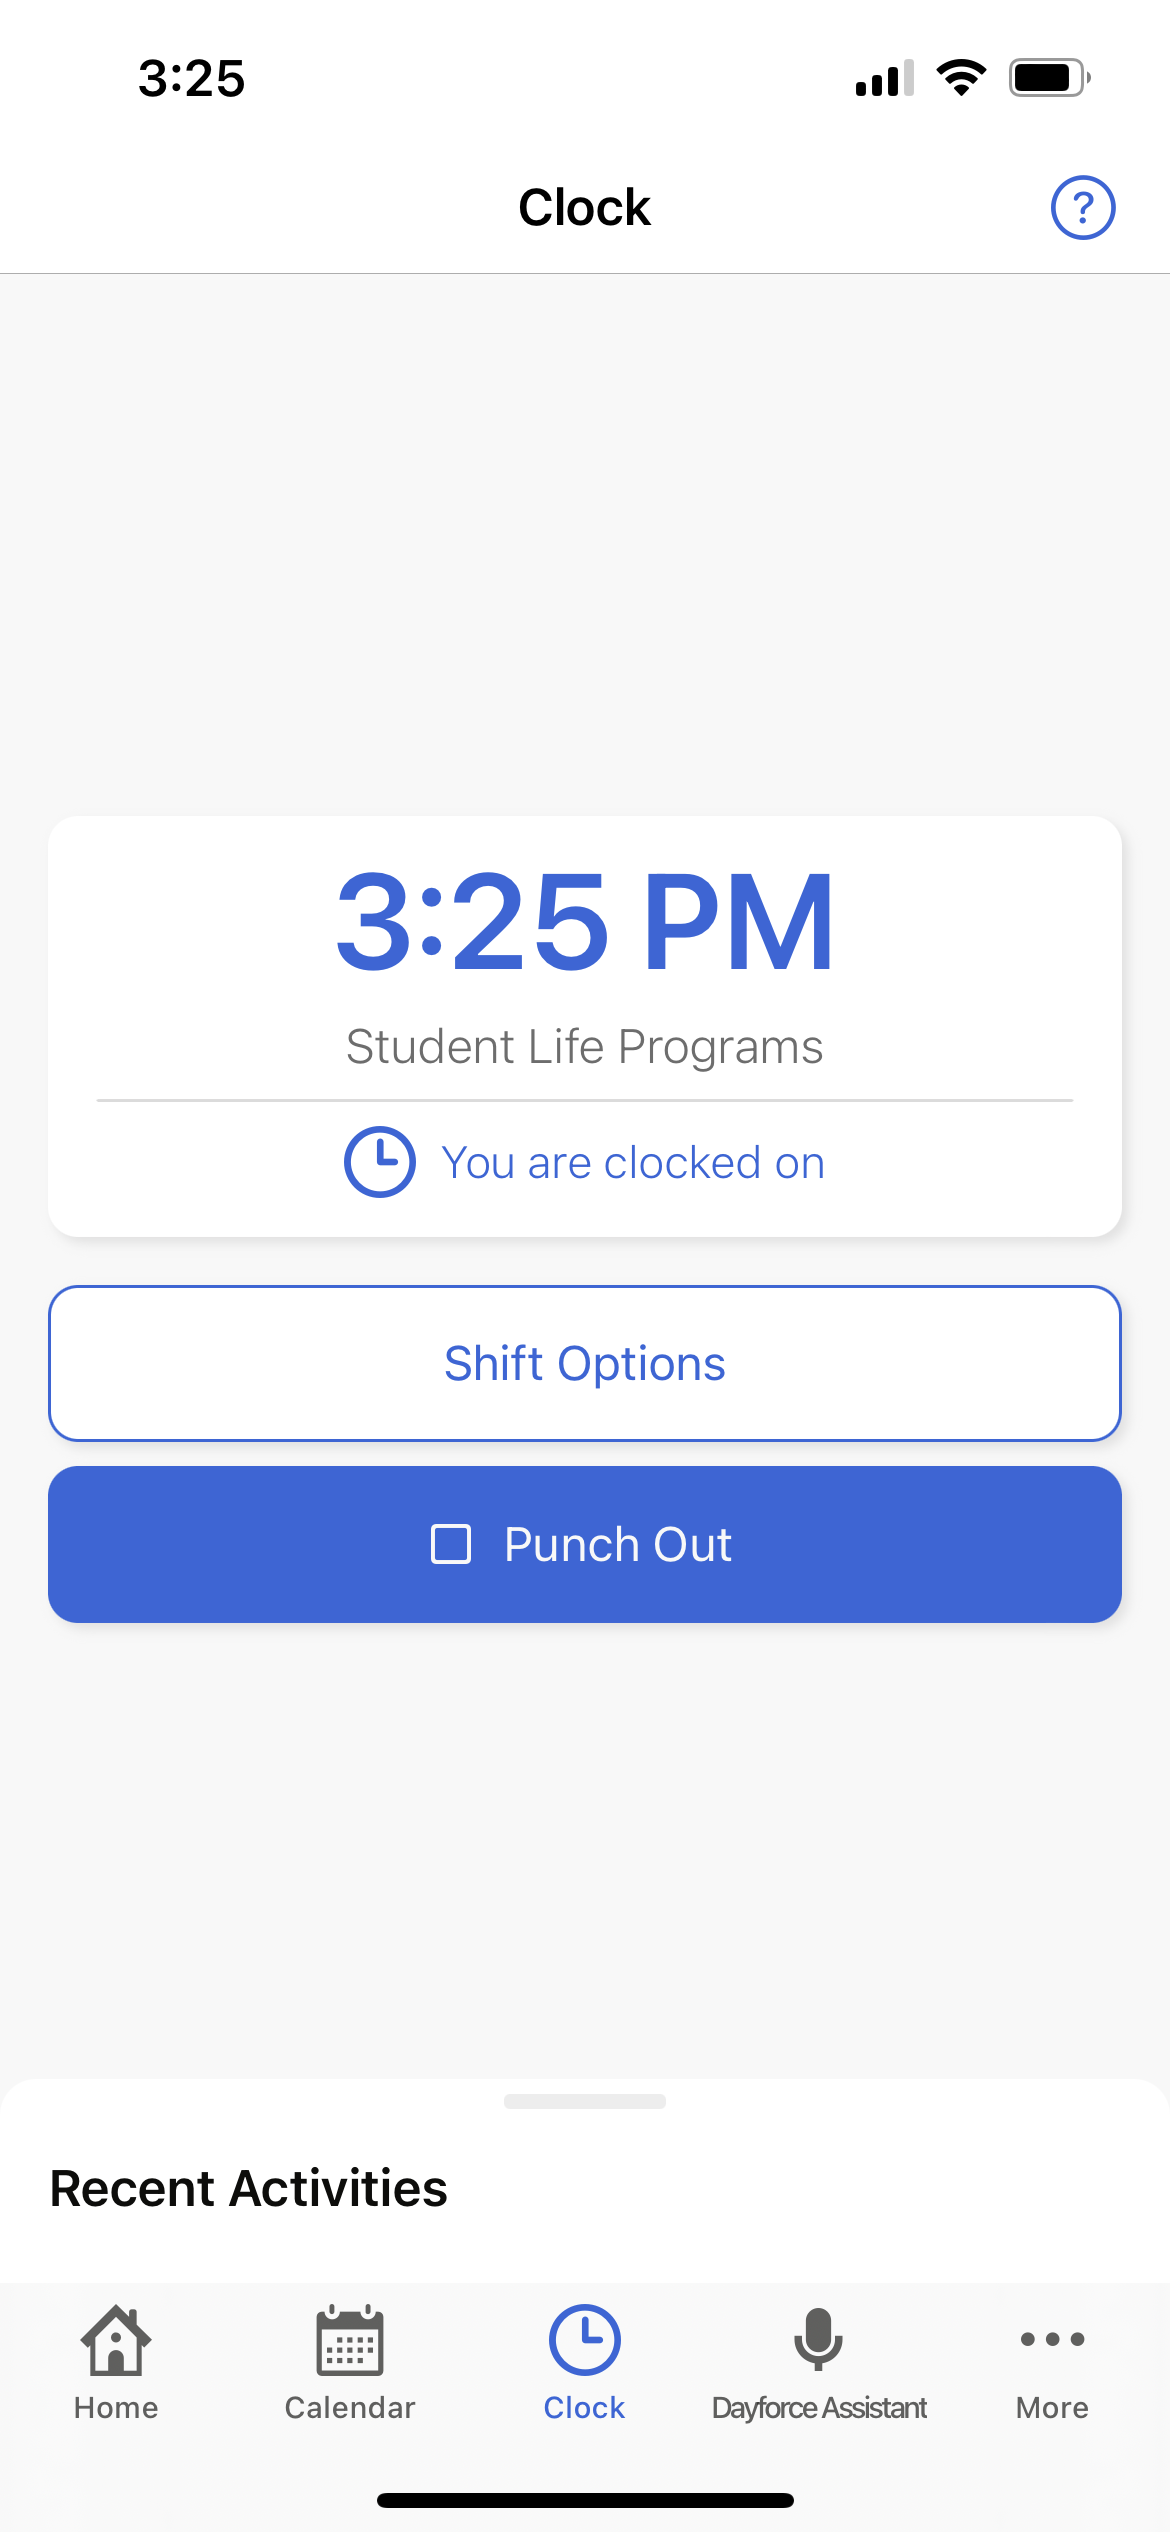 3:25
Clock
?
3:25 PM
Student Life Programs
You are clocked on
Shift Options
Punch Out
Recent Activities
Home
Calendar
Clock
Dayforce Assistant
More